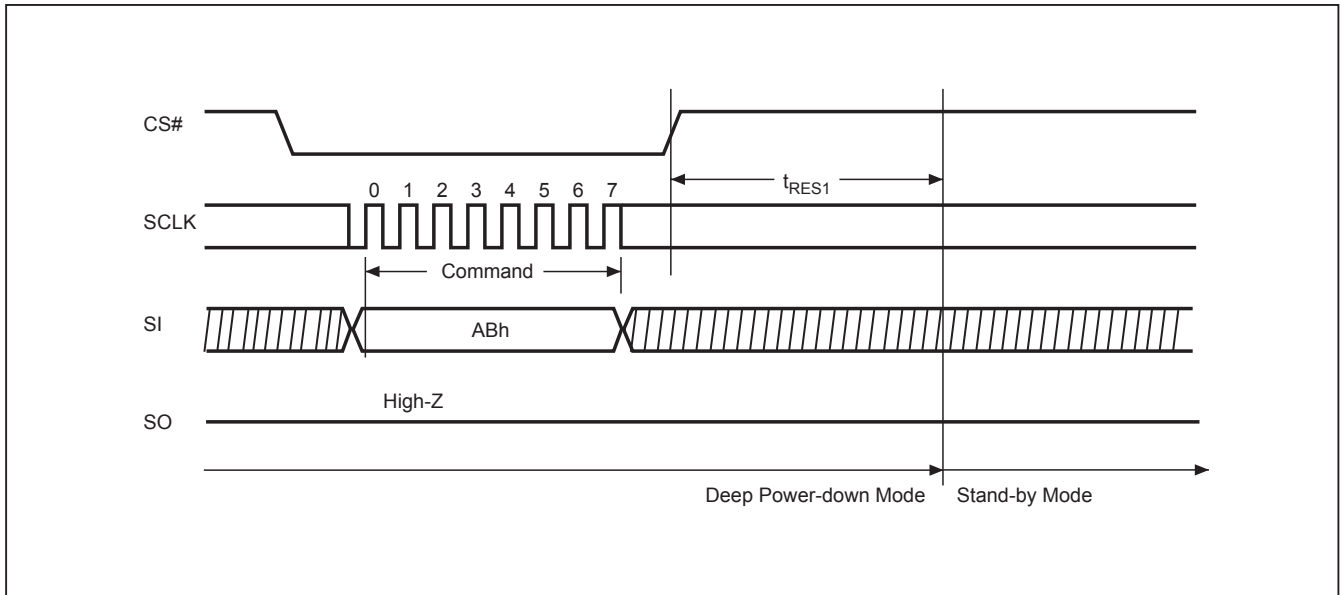 CS#
tRES1
0 1 2 3 4 5 6 7
SCLK
Command
SI
ABh
High-Z
SO
Deep Power-down Mode Stand-by Mode